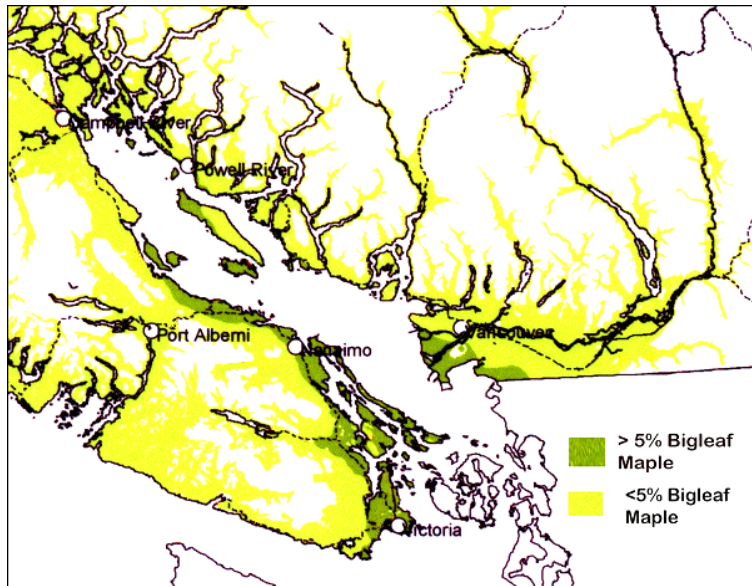 Campbell River
Powell River
Port Alberni
Nanaimo
Vancouver
Victoria
> 5% Bigleaf
Maple
<5% Bigleaf
Maple